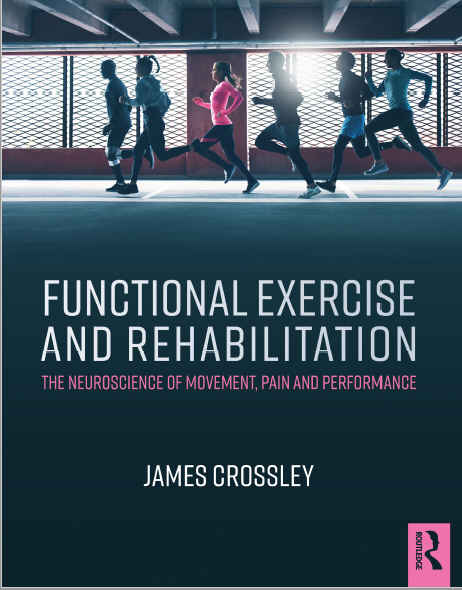 FUNCTIONAL EXERCISE
AND REHABILITATION
THE NEUROSCIENCE OF MOVEMENT, PAIN AND PERFORMANCE
JAMES CROSSLEY
ROUTLEDGE